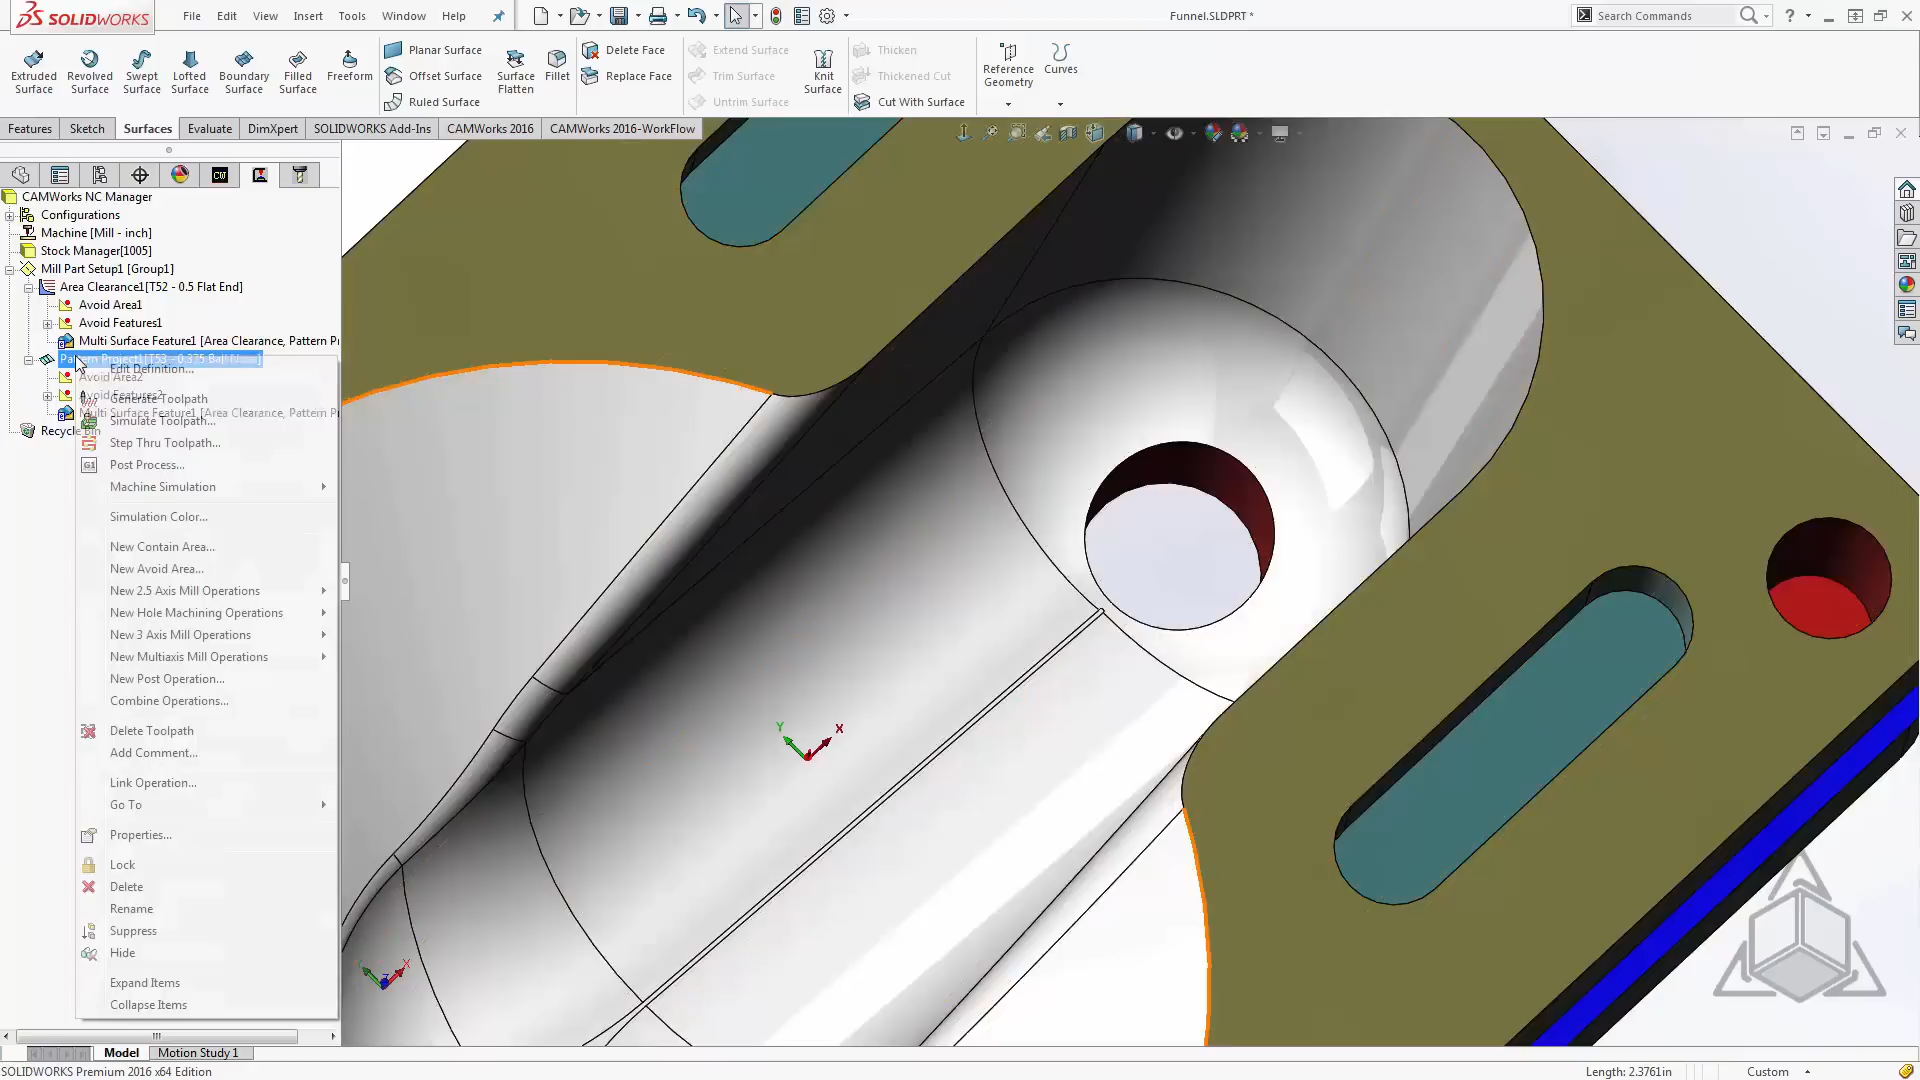 SOLIDWORKS
File Edit View Insert Tools Window Help
Funnel.SLDPRT *
Search Commands
Extruded Surface
Revolved Surface
Swept Surface
Lofted Surface
Boundary Surface
Filled Surface
Freeform
Planar Surface
Offset Surface
Ruled Surface
Surface Flatten
Fillet
Delete Face
Replace Face
Extend Surface
Trim Surface
Untrim Surface
Knit Surface
Thicken
Thickened Cut
Cut With Surface
Reference Geometry
Curves
Features Sketch Surfaces Evaluate DimXpert SOLIDWORKS Add-Ins CAMWorks 2016 CAMWorks 2016-WorkFlow
CW
CAMWorks NC Manager
Configurations
Machine [Mill - inch]
Stock Manager[1005]
Mill Part Setup1 [Group1]
Area Clearance1[T52 - 0.5 Flat End]
Avoid Area1
Avoid Features1
Multi Surface Feature1 [Area Clearance, Pattern Pr
Pattern Project1[T53 - 0.375 Ball
Avoid Area2
Avoid Features2
Multi Surface Feature1 [Area Clearance, Pattern Pr
Recycle Bin
Edit Definition...
Generate Toolpath
Simulate Toolpath...
Step Thru Toolpath...
G1 Post Process...
Machine Simulation
Simulation Color...
New Contain Area...
New Avoid Area...
New 2.5 Axis Mill Operations
New Hole Machining Operations
New 3 Axis Mill Operations
New Multiaxis Mill Operations
New Post Operation...
Combine Operations...
Delete Toolpath
Add Comment...
Link Operation...
Go To
Properties...
Lock
Delete
Rename
Suppress
Hide
Expand Items
Collapse Items
Y X
X
Z
Model Motion Study 1
SOLIDWORKS Premium 2016 x64 Edition
Length: 2.3761in
Custom